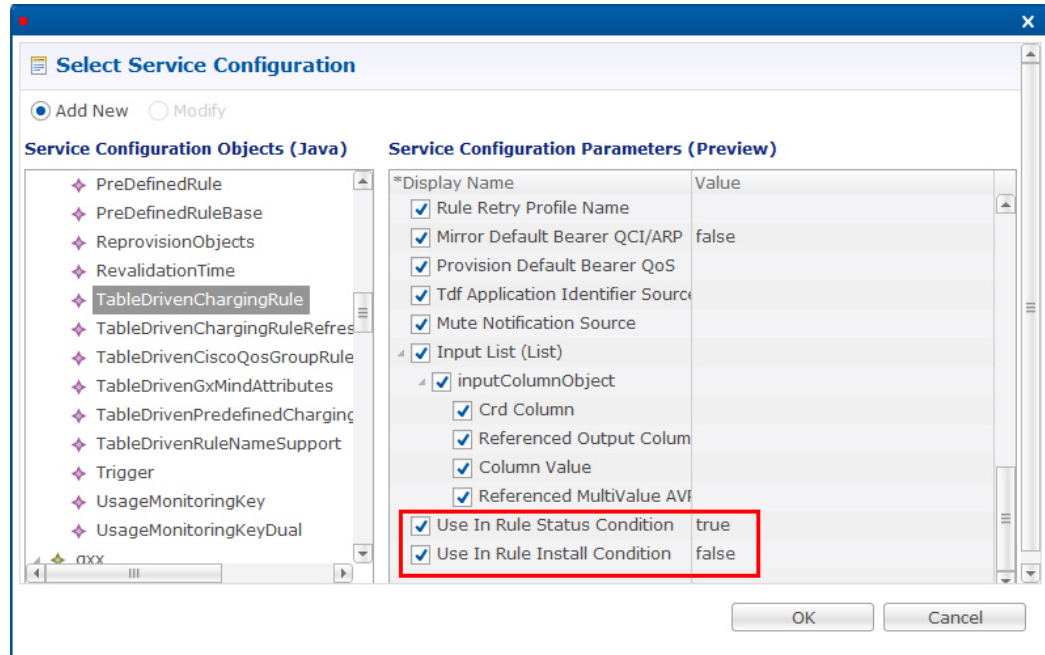 Select Service Configuration
Add New Modify
Service Configuration Objects (Java)
PreDefinedRule
PreDefinedRuleBase
ReprovisionObjects
RevalidationTime
TableDrivenChargingRule
TableDrivenChargingRuleRefres
TableDrivenCiscoQosGroupRule
TableDrivenGxMindAttributes
TableDrivenPredefinedCharging
TableDrivenRuleNameSupport
Trigger
UsageMonitoringKey
UsageMonitoringKeyDual
gxx
Service Configuration Parameters (Preview)
*Display Name Value
Rule Retry Profile Name
Mirror Default Bearer QCI/ARP false
Provision Default Bearer QoS
Tdf Application Identifier Source
Mute Notification Source
Input List (List)
inputColumnObject
Crd Column
Referenced Output Colum
Column Value
Referenced MultiValue AV
Use In Rule Status Condition true
Use In Rule Install Condition false
OK Cancel